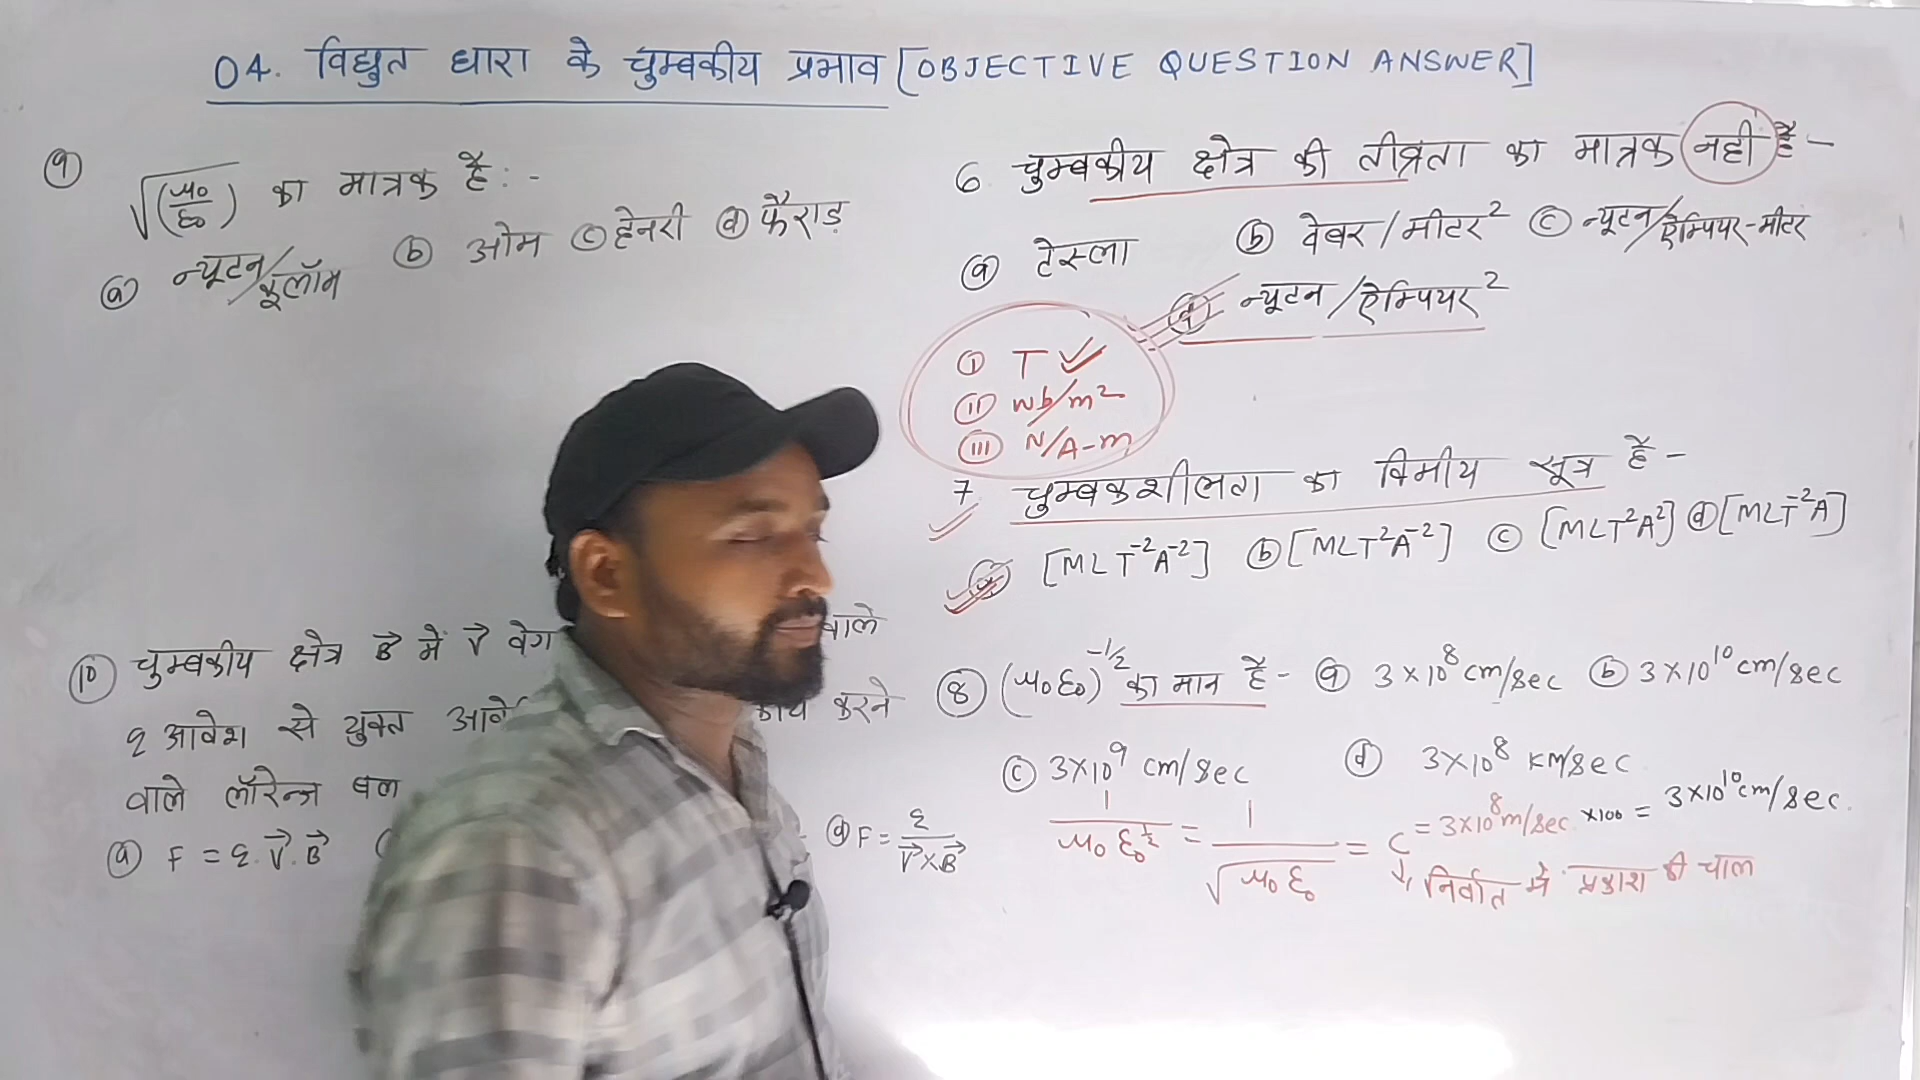 04. विद्युत धारा के चुम्बकीय प्रभाव [OBJECTIVE QUESTION ANSWER]
9 √(μ₀/ε₀) का मात्रक है:-
(a) न्यूटन/कूलॉम (b) ओम (c) हेनरी (d) फैराड़
10 चुम्बकीय क्षेत्र B⃗ में V⃗ वेग वाले
q आवेश से युक्त करने
वाले लॉरेन्ज बल
(a) F = q.V⃗.B⃗ (d) F = q/(V⃗×B⃗)
6 चुम्बकीय क्षेत्र की तीव्रता का मात्रक नही है-
(a) टेस्ला (b) वेबर/मीटर² (c) न्यूटन/ऐम्पियर-मीटर
(d) न्यूटन/ऐम्पियर²
(i) T ✓
(ii) wb/m²
(iii) N/A-m
7 चुम्बकशीलता का विमीय सूत्र है-
(a) [MLT⁻²A⁻²] (b) [MLT²A⁻²] (c) [MLT²A²] (d) [MLT⁻²A]
8 (μ₀ε₀)^-1/2 का मान है- (a) 3×10⁸ cm/sec (b) 3×10¹⁰ cm/sec
(c) 3×10⁹ cm/sec (d) 3×10⁸ KM/sec
1/μ₀ε₀^½ = 1/√μ₀ε₀ = C = 3×10⁸ m/sec ×100 = 3×10¹⁰ cm/sec.
↓, निर्वात मे प्रकाश की चाल